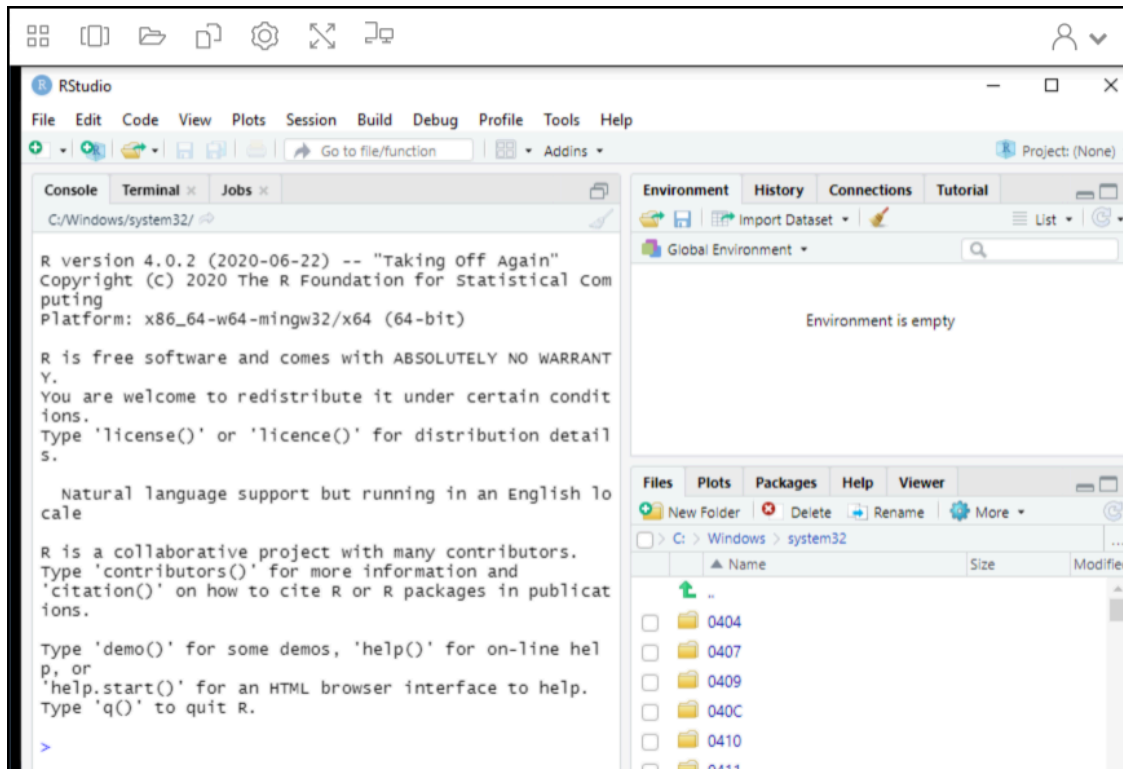 RStudio
File Edit Code View Plots Session Build Debug Profile Tools Help
Go to file/function
Addins
Project: (None)
Console Terminal Jobs
C:/Windows/system32/
R version 4.0.2 (2020-06-22) -- "Taking Off Again"
Copyright (C) 2020 The R Foundation for Statistical Com
puting
Platform: x86_64-w64-mingw32/x64 (64-bit)
R is free software and comes with ABSOLUTELY NO WARRANT
Y.
You are welcome to redistribute it under certain condit
ions.
Type 'license()' or 'licence()' for distribution detail
s.
Natural language support but running in an English lo
cale
R is a collaborative project with many contributors.
Type 'contributors()' for more information and
'citation()' on how to cite R or R packages in publicat
ions.
Type 'demo()' for some demos, 'help()' for on-line hel
p, or
'help.start()' for an HTML browser interface to help.
Type 'q()' to quit R.
>
Environment History Connections Tutorial
Import Dataset
List
Global Environment
Environment is empty
Files Plots Packages Help Viewer
New Folder Delete Rename More
C: > Windows > system32
...
Name Size Modifie
..
0404
0407
0409
040C
0410
0411